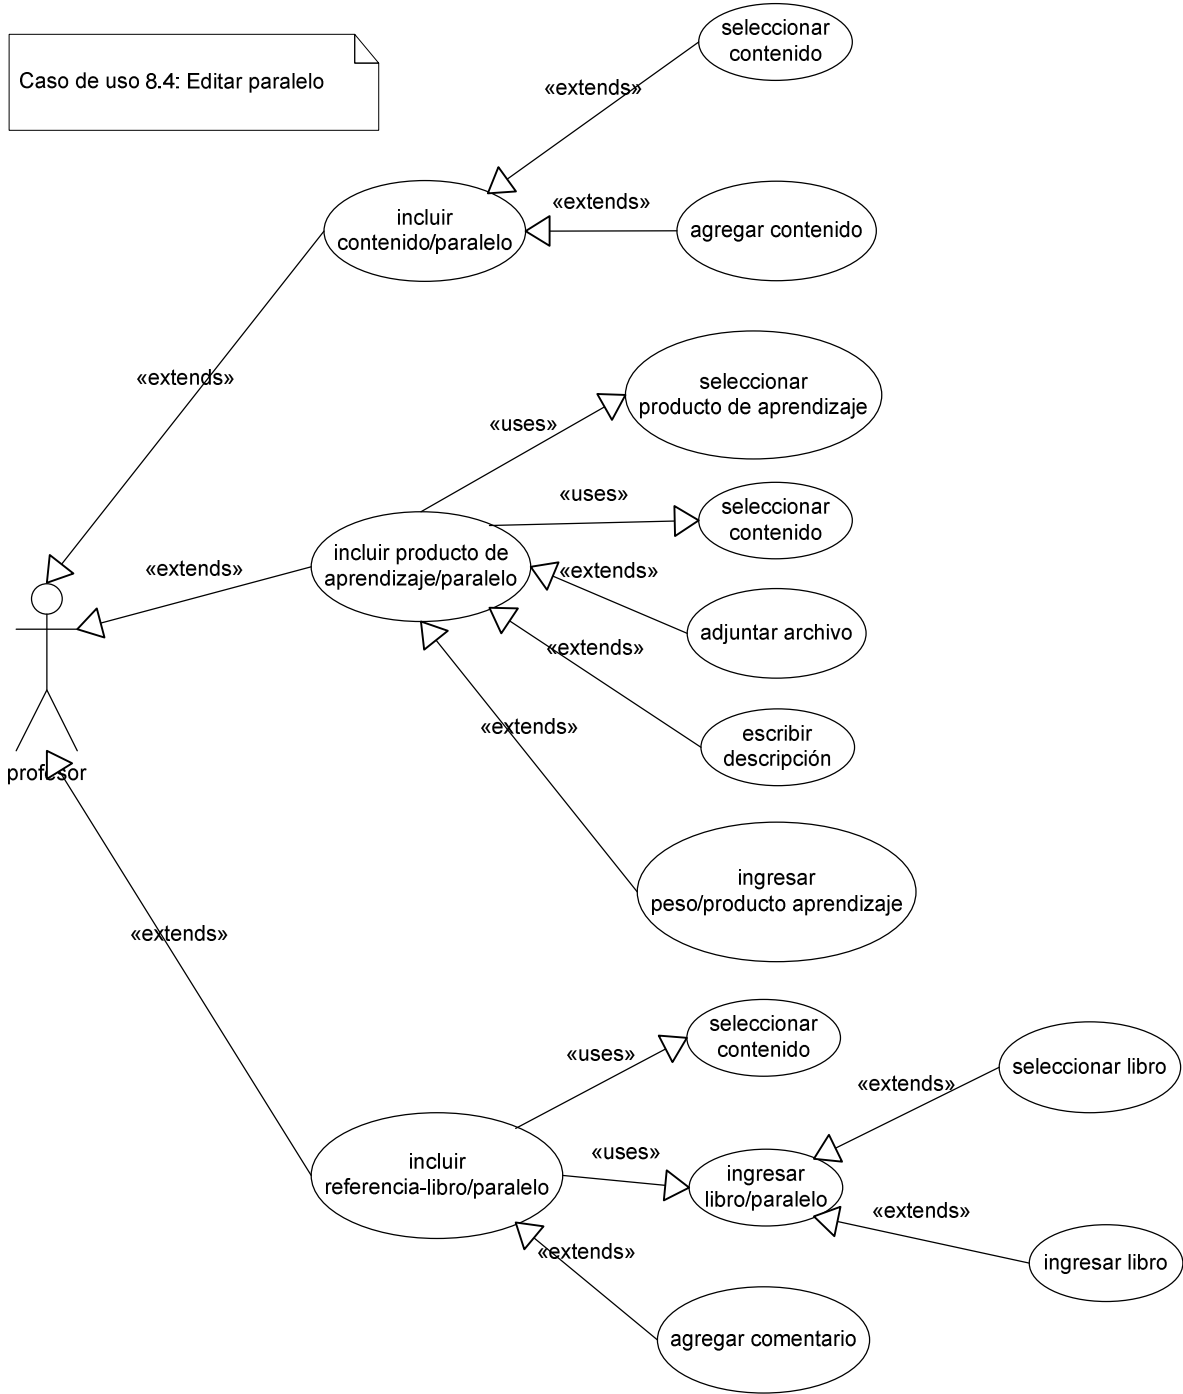 seleccionar
contenido
Caso de uso 8.4: Editar paralelo
«extends»
«extends»
incluir
contenido/paralelo
agregar contenido
«extends»
seleccionar
producto de aprendizaje
«uses»
«uses»
seleccionar
contenido
incluir producto de
aprendizaje/paralelo
«extends»
«extends»
adjuntar archivo
«extends»
escribir
descripción
«extends»
profesor
ingresar
peso/producto aprendizaje
«extends»
seleccionar
contenido
«uses»
seleccionar libro
«extends»
incluir
referencia-libro/paralelo
«uses»
ingresar
libro/paralelo
«extends»
ingresar libro
«extends»
agregar comentario